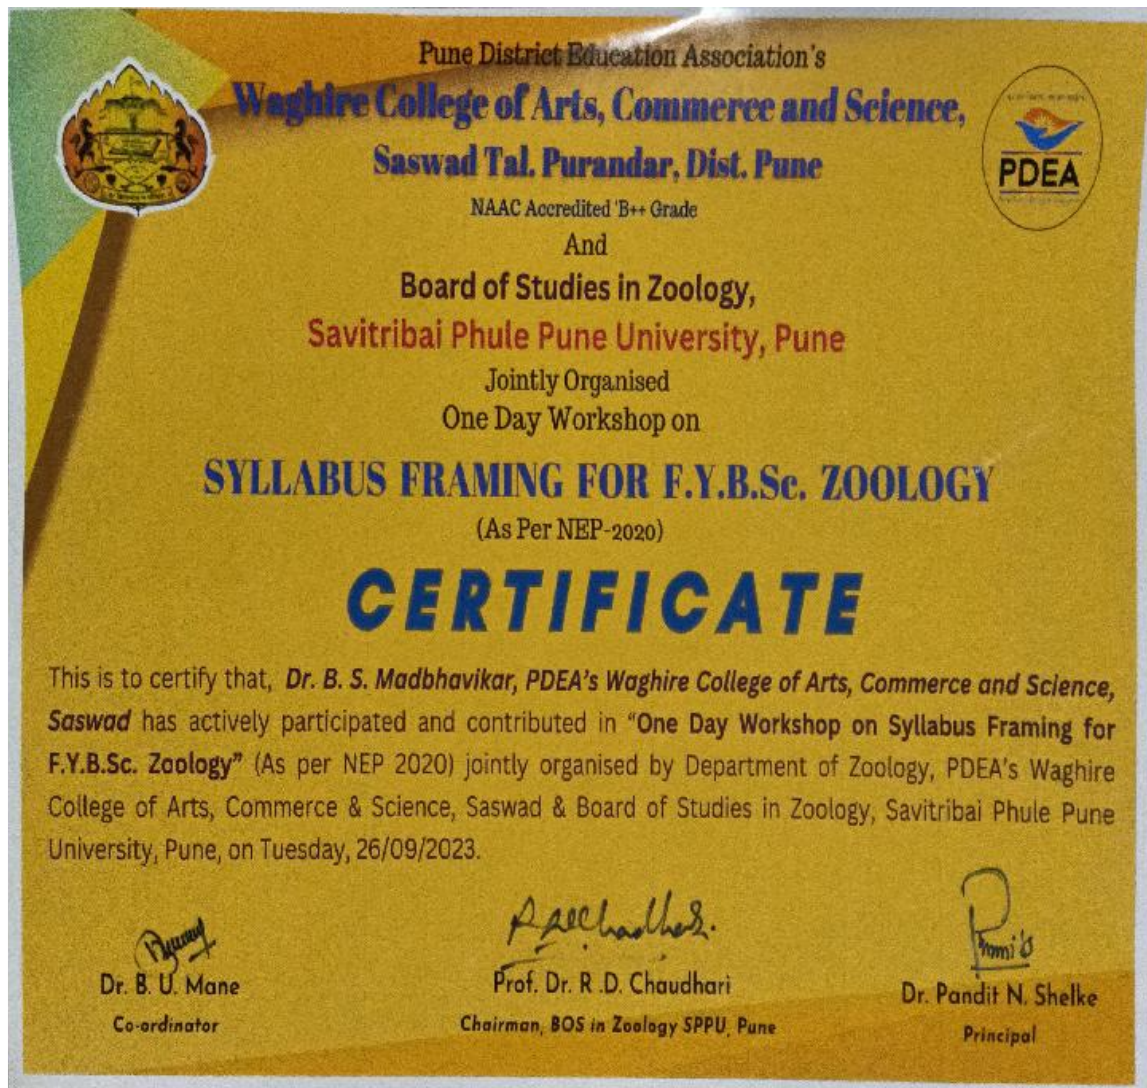 Pune District Education Association's
Waghire College of Arts, Commerce and Science,
Saswad Tal. Purandar, Dist. Pune
NAAC Accredited 'B++ Grade
And
Board of Studies in Zoology,
Savitribai Phule Pune University, Pune
Jointly Organised
One Day Workshop on
SYLLABUS FRAMING FOR F.Y.B.Sc. ZOOLOGY
(As Per NEP-2020)
CERTIFICATE
This is to certify that, Dr. B. S. Madbhavikar, PDEA's Waghire College of Arts, Commerce and Science,
Saswad has actively participated and contributed in "One Day Workshop on Syllabus Framing for
F.Y.B.Sc. Zoology" (As per NEP 2020) jointly organised by Department of Zoology, PDEA's Waghire
College of Arts, Commerce & Science, Saswad & Board of Studies in Zoology, Savitribai Phule Pune
University, Pune, on Tuesday, 26/09/2023.
Dr. B. U. Mane
Co-ordinator
Prof. Dr. R .D. Chaudhari
Chairman, BOS in Zoology SPPU, Pune
Dr. Pandit N. Shelke
Principal
PDEA